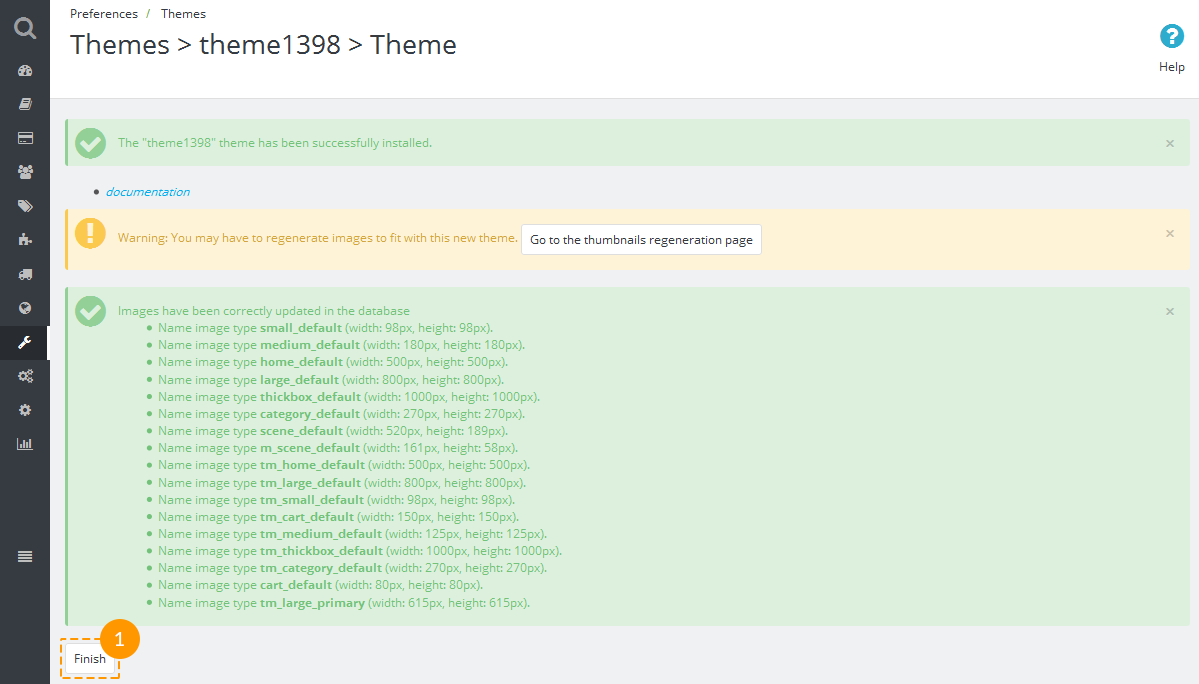 Preferences / Themes
Themes > theme1398 > Theme
?
Help
The "theme1398" theme has been successfully installed. ×
• documentation
Warning: You may have to regenerate images to fit with this new theme. Go to the thumbnails regeneration page ×
Images have been correctly updated in the database ×
• Name image type small_default (width: 98px, height: 98px).
• Name image type medium_default (width: 180px, height: 180px).
• Name image type home_default (width: 500px, height: 500px).
• Name image type large_default (width: 800px, height: 800px).
• Name image type thickbox_default (width: 1000px, height: 1000px).
• Name image type category_default (width: 270px, height: 270px).
• Name image type scene_default (width: 520px, height: 189px).
• Name image type m_scene_default (width: 161px, height: 58px).
• Name image type tm_home_default (width: 500px, height: 500px).
• Name image type tm_large_default (width: 800px, height: 800px).
• Name image type tm_small_default (width: 98px, height: 98px).
• Name image type tm_cart_default (width: 150px, height: 150px).
• Name image type tm_medium_default (width: 125px, height: 125px).
• Name image type tm_thickbox_default (width: 1000px, height: 1000px).
• Name image type tm_category_default (width: 270px, height: 270px).
• Name image type cart_default (width: 80px, height: 80px).
• Name image type tm_large_primary (width: 615px, height: 615px).
1
Finish